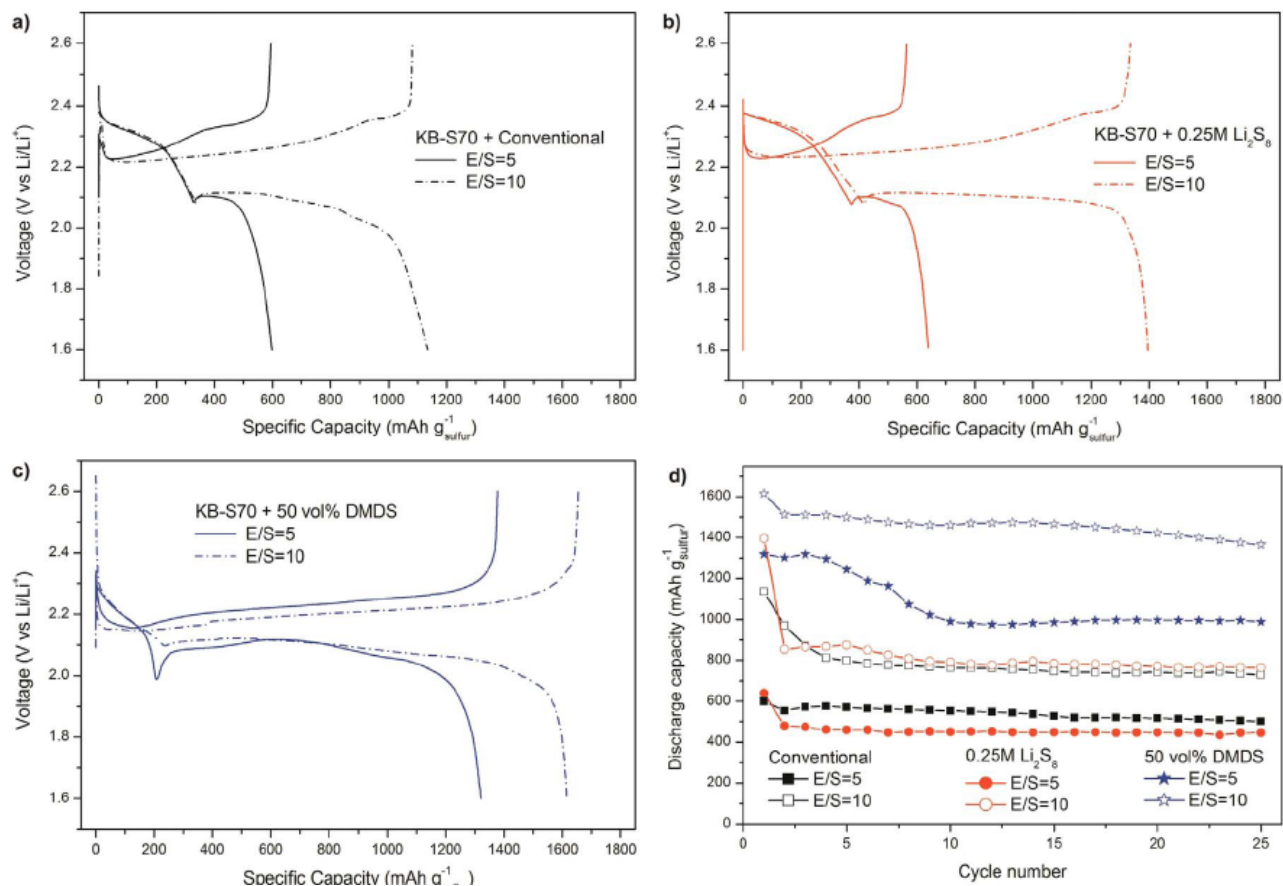 a)
2.6
2.4
2.2
2.0
1.8
1.6
Voltage (V vs Li/Li⁺)
KB-S70 + Conventional
E/S=5
E/S=10
0 200 400 600 800 1000 1200 1400 1600 1800
Specific Capacity (mAh g⁻¹sulfur)
b)
2.6
2.4
2.2
2.0
1.8
1.6
Voltage (V vs Li/Li⁺)
KB-S70 + 0.25M Li₂S₈
E/S=5
E/S=10
0 200 400 600 800 1000 1200 1400 1600 1800
Specific Capacity (mAh g⁻¹sulfur)
c)
2.6
2.4
2.2
2.0
1.8
1.6
Voltage (V vs Li/Li⁺)
KB-S70 + 50 vol% DMDS
E/S=5
E/S=10
0 200 400 600 800 1000 1200 1400 1600 1800
Specific Capacity (mAh g⁻¹
d)
1600
1400
1200
1000
800
600
400
200
0
Discharge capacity (mAh g⁻¹sulfur)
Conventional 0.25M Li₂S₈ 50 vol% DMDS
E/S=5 E/S=5 E/S=5
E/S=10 E/S=10 E/S=10
0 5 10 15 20 25
Cycle number